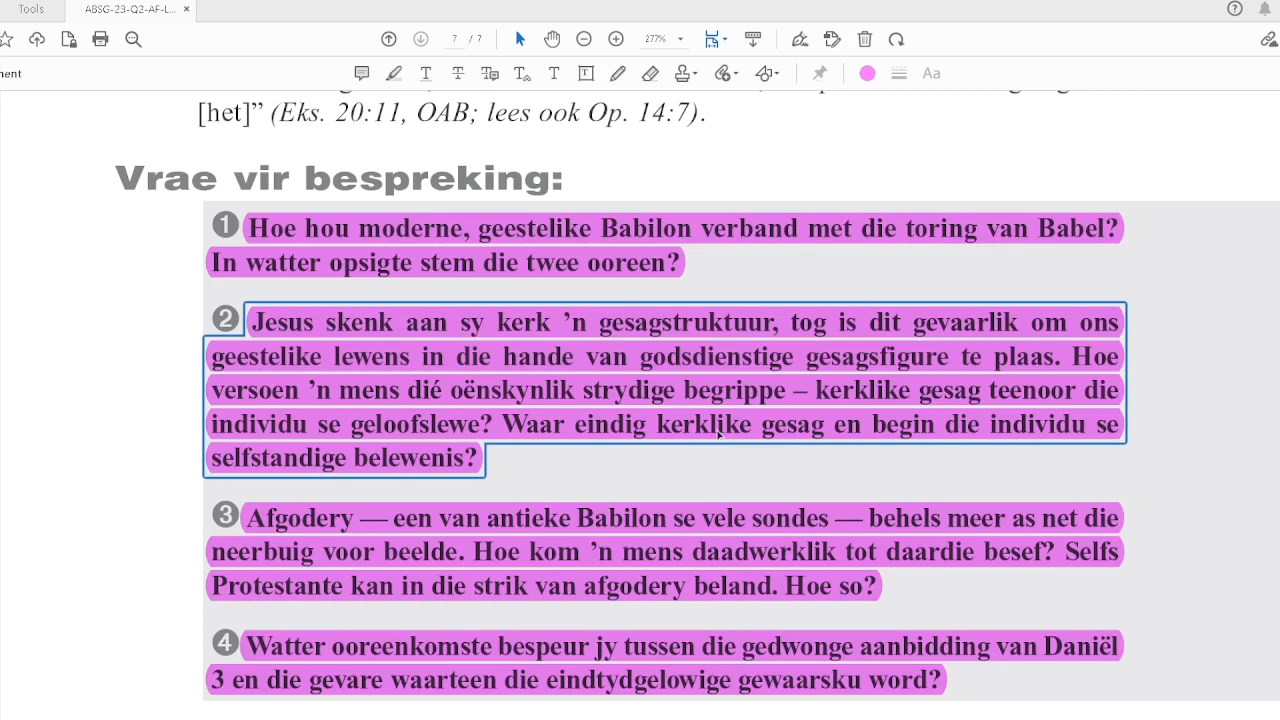 Tools
ABSG-23-Q2-AF-L... ×
7 / 7
277%
ment
Aa
[het]” (Eks. 20:11, OAB; lees ook Op. 14:7).
Vrae vir bespreking:
1 Hoe hou moderne, geestelike Babilon verband met die toring van Babel?
In watter opsigte stem die twee ooreen?
2 Jesus skenk aan sy kerk ’n gesagstruktuur, tog is dit gevaarlik om ons
geestelike lewens in die hande van godsdienstige gesagsfigure te plaas. Hoe
versoen ’n mens dié oënskynlik strydige begrippe – kerklike gesag teenoor die
individu se geloofslewe? Waar eindig kerklike gesag en begin die individu se
selfstandige belewenis?
3 Afgodery — een van antieke Babilon se vele sondes — behels meer as net die
neerbuig voor beelde. Hoe kom ’n mens daadwerklik tot daardie besef? Selfs
Protestante kan in die strik van afgodery beland. Hoe so?
4 Watter ooreenkomste bespeur jy tussen die gedwonge aanbidding van Daniël
3 en die gevare waarteen die eindtydgelowige gewaarsku word?